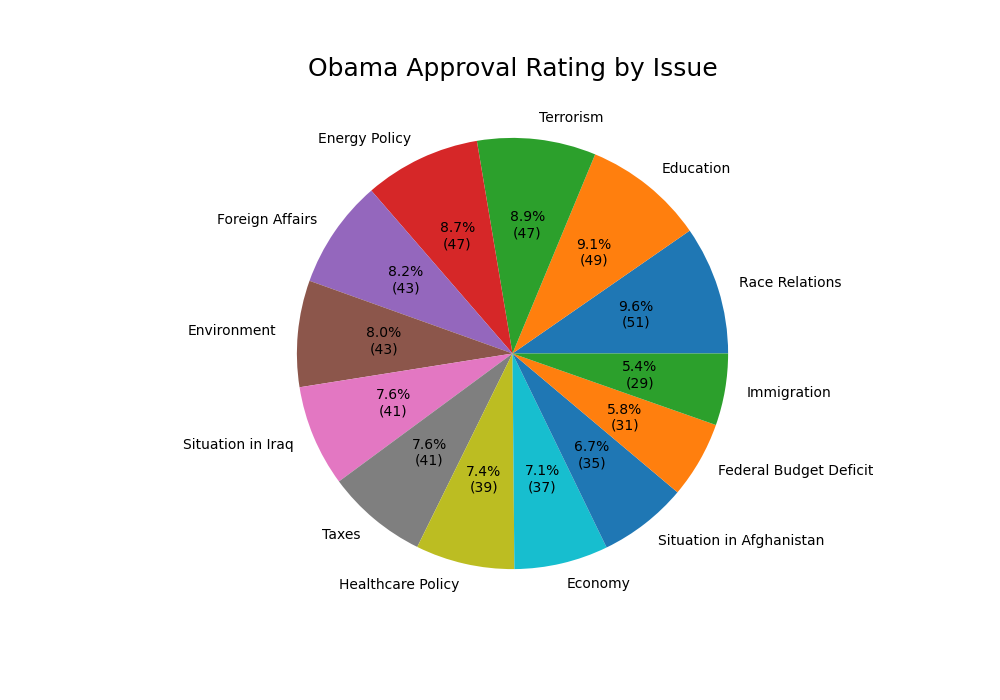 Obama Approval Rating by Issue
Terrorism
Energy Policy
Education
8.9%
(47)
8.7%
(47)
Foreign Affairs
9.1%
(49)
8.2%
(43)
Race Relations
9.6%
(51)
Environment
8.0%
(43)
5.4%
(29)
Immigration
7.6%
(41)
5.8%
(31)
Situation in Iraq
7.6%
(41)
6.7%
(35)
Federal Budget Deficit
7.4%
(39)
7.1%
(37)
Taxes
Situation in Afghanistan
Healthcare Policy
Economy